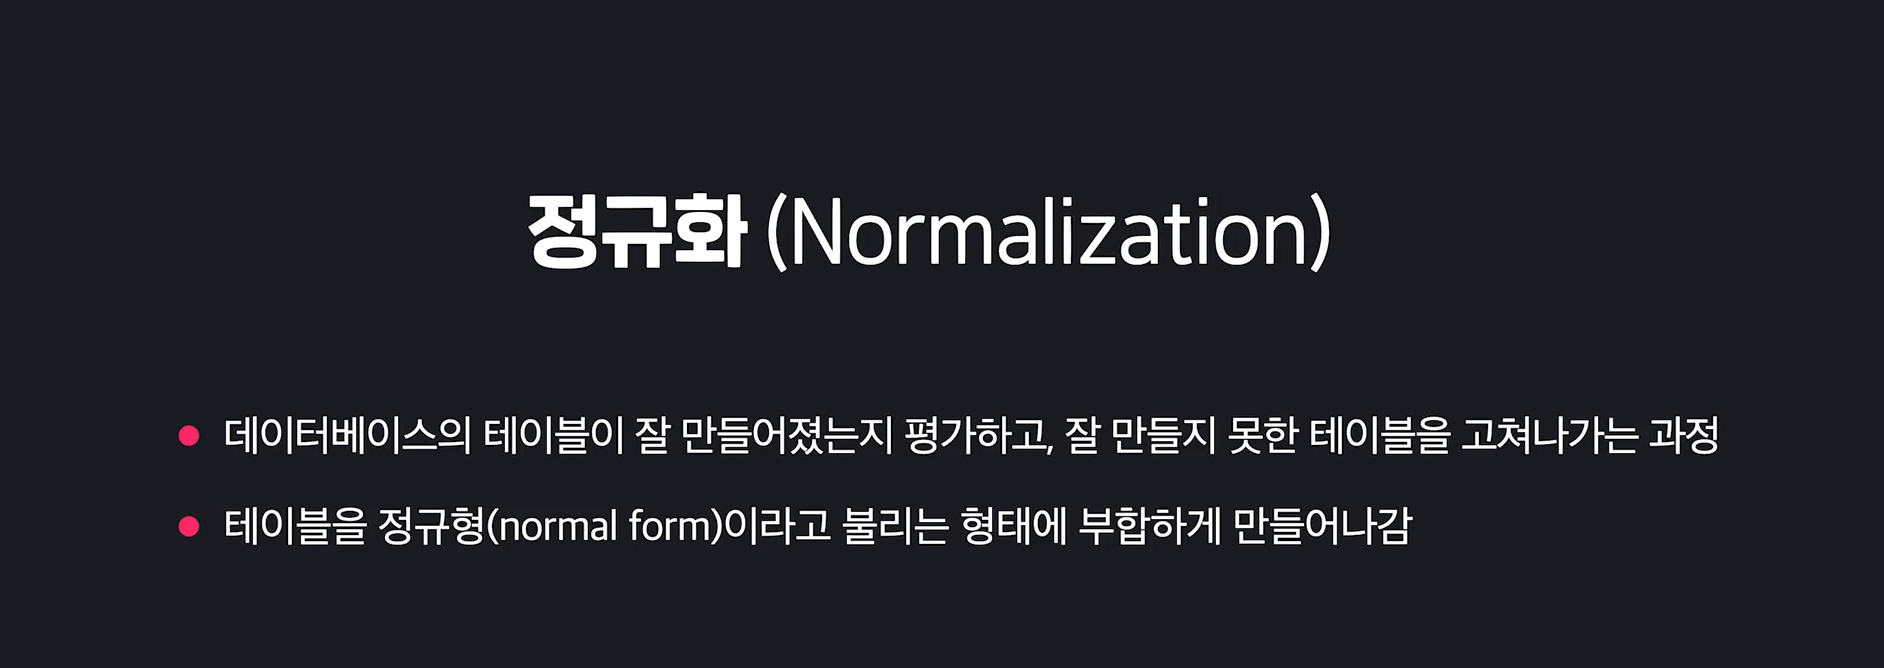 정규화 (Normalization)
데이터베이스의 테이블이 잘 만들어졌는지 평가하고, 잘 만들지 못한 테이블을 고쳐나가는 과정
테이블을 정규형(normal form)이라고 불리는 형태에 부합하게 만들어나감